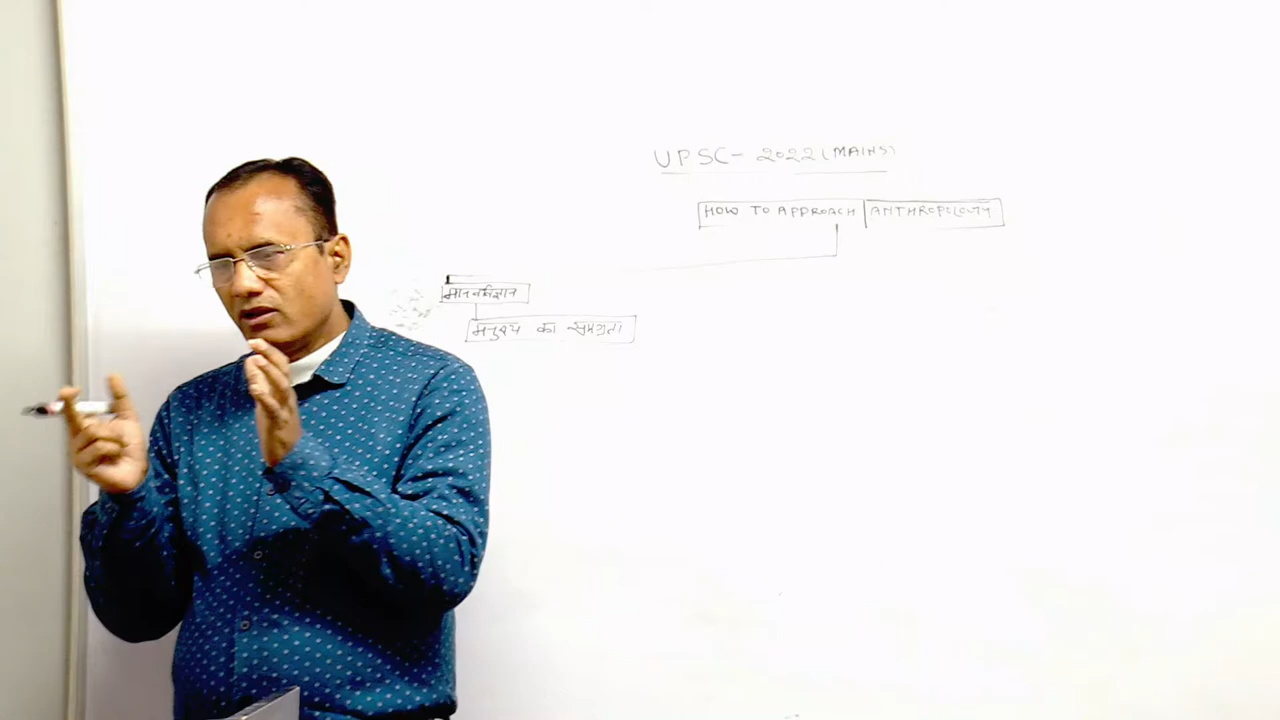 UPSC- 2022 (MAINS)
HOW TO APPROACH ANTHROPOLOGY
मानवविज्ञान
मनुष्य का समग्रता